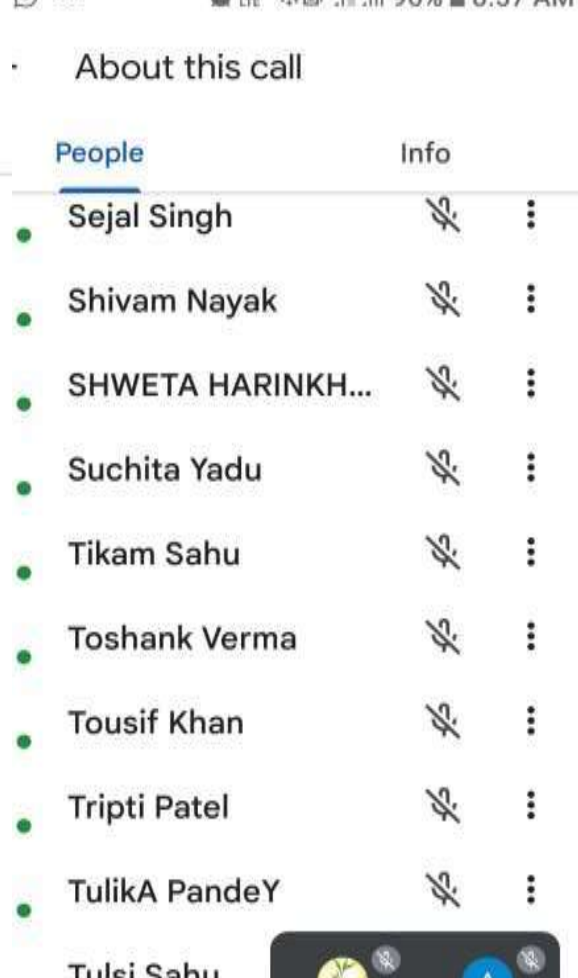 About this call
People Info
Sejal Singh
Shivam Nayak
SHWETA HARINKH...
Suchita Yadu
Tikam Sahu
Toshank Verma
Tousif Khan
Tripti Patel
TulikA PandeY
Tulsi Sahu